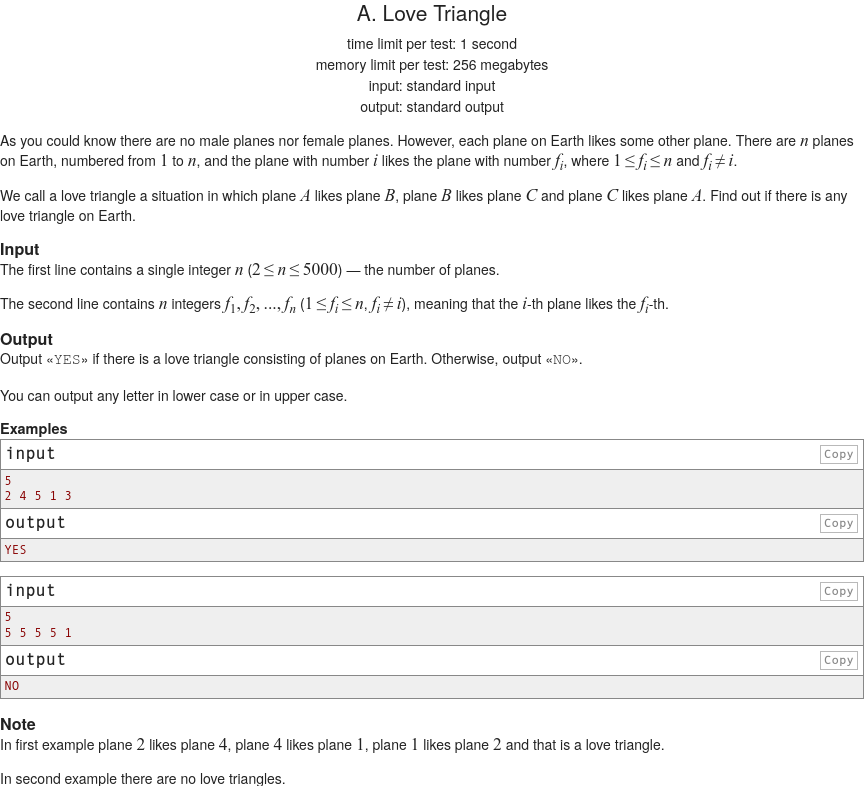 A. Love Triangle
time limit per test: 1 second
memory limit per test: 256 megabytes
input: standard input
output: standard output
As you could know there are no male planes nor female planes. However, each plane on Earth likes some other plane. There are n planes
on Earth, numbered from 1 to n, and the plane with number i likes the plane with number f_i, where 1 ≤ f_i ≤ n and f_i ≠ i.
We call a love triangle a situation in which plane A likes plane B, plane B likes plane C and plane C likes plane A. Find out if there is any
love triangle on Earth.
Input
The first line contains a single integer n (2 ≤ n ≤ 5000) — the number of planes.
The second line contains n integers f_1, f_2, ..., f_n (1 ≤ f_i ≤ n, f_i ≠ i), meaning that the i-th plane likes the f_i-th.
Output
Output «YES» if there is a love triangle consisting of planes on Earth. Otherwise, output «NO».
You can output any letter in lower case or in upper case.
Examples
input Copy
5
2 4 5 1 3
output Copy
YES
input Copy
5
5 5 5 5 1
output Copy
NO
Note
In first example plane 2 likes plane 4, plane 4 likes plane 1, plane 1 likes plane 2 and that is a love triangle.
In second example there are no love triangles.